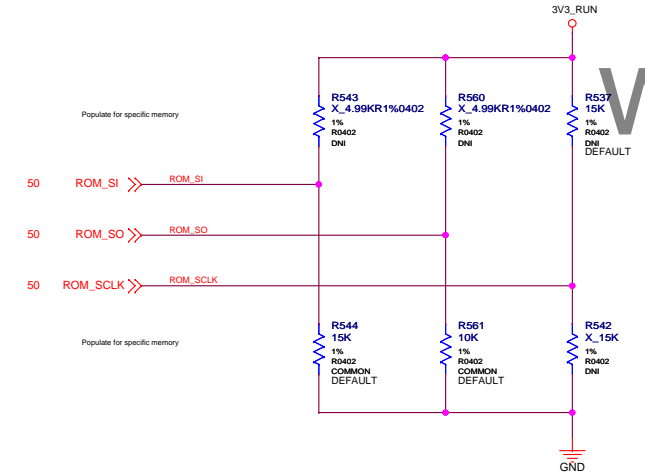 3V3_RUN
R543
X_4.99KR1%0402
1%
R0402
DNI
R560
X_4.99KR1%0402
1%
R0402
DNI
R537
15K
1%
R0402
DNI
DEFAULT
V
Populate for specific memory
50 ROM_SI ROM_SI
50 ROM_SO ROM_SO
50 ROM_SCLK ROM_SCLK
Populate for specific memory
R544
15K
1%
R0402
COMMON
DEFAULT
R561
10K
1%
R0402
COMMON
DEFAULT
R542
X_15K
1%
R0402
DNI
GND